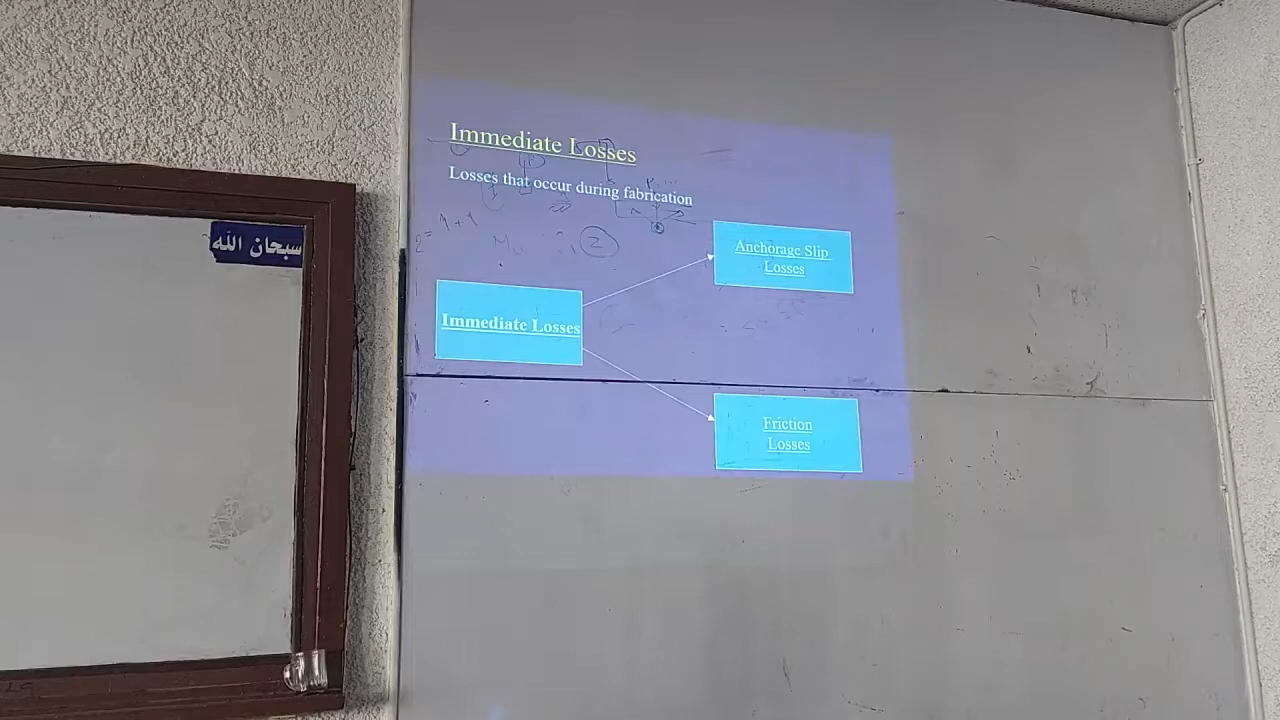 سبحان الله
Immediate Losses
Losses that occur during fabrication
Anchorage Slip
Losses
Immediate Losses
Friction
Losses